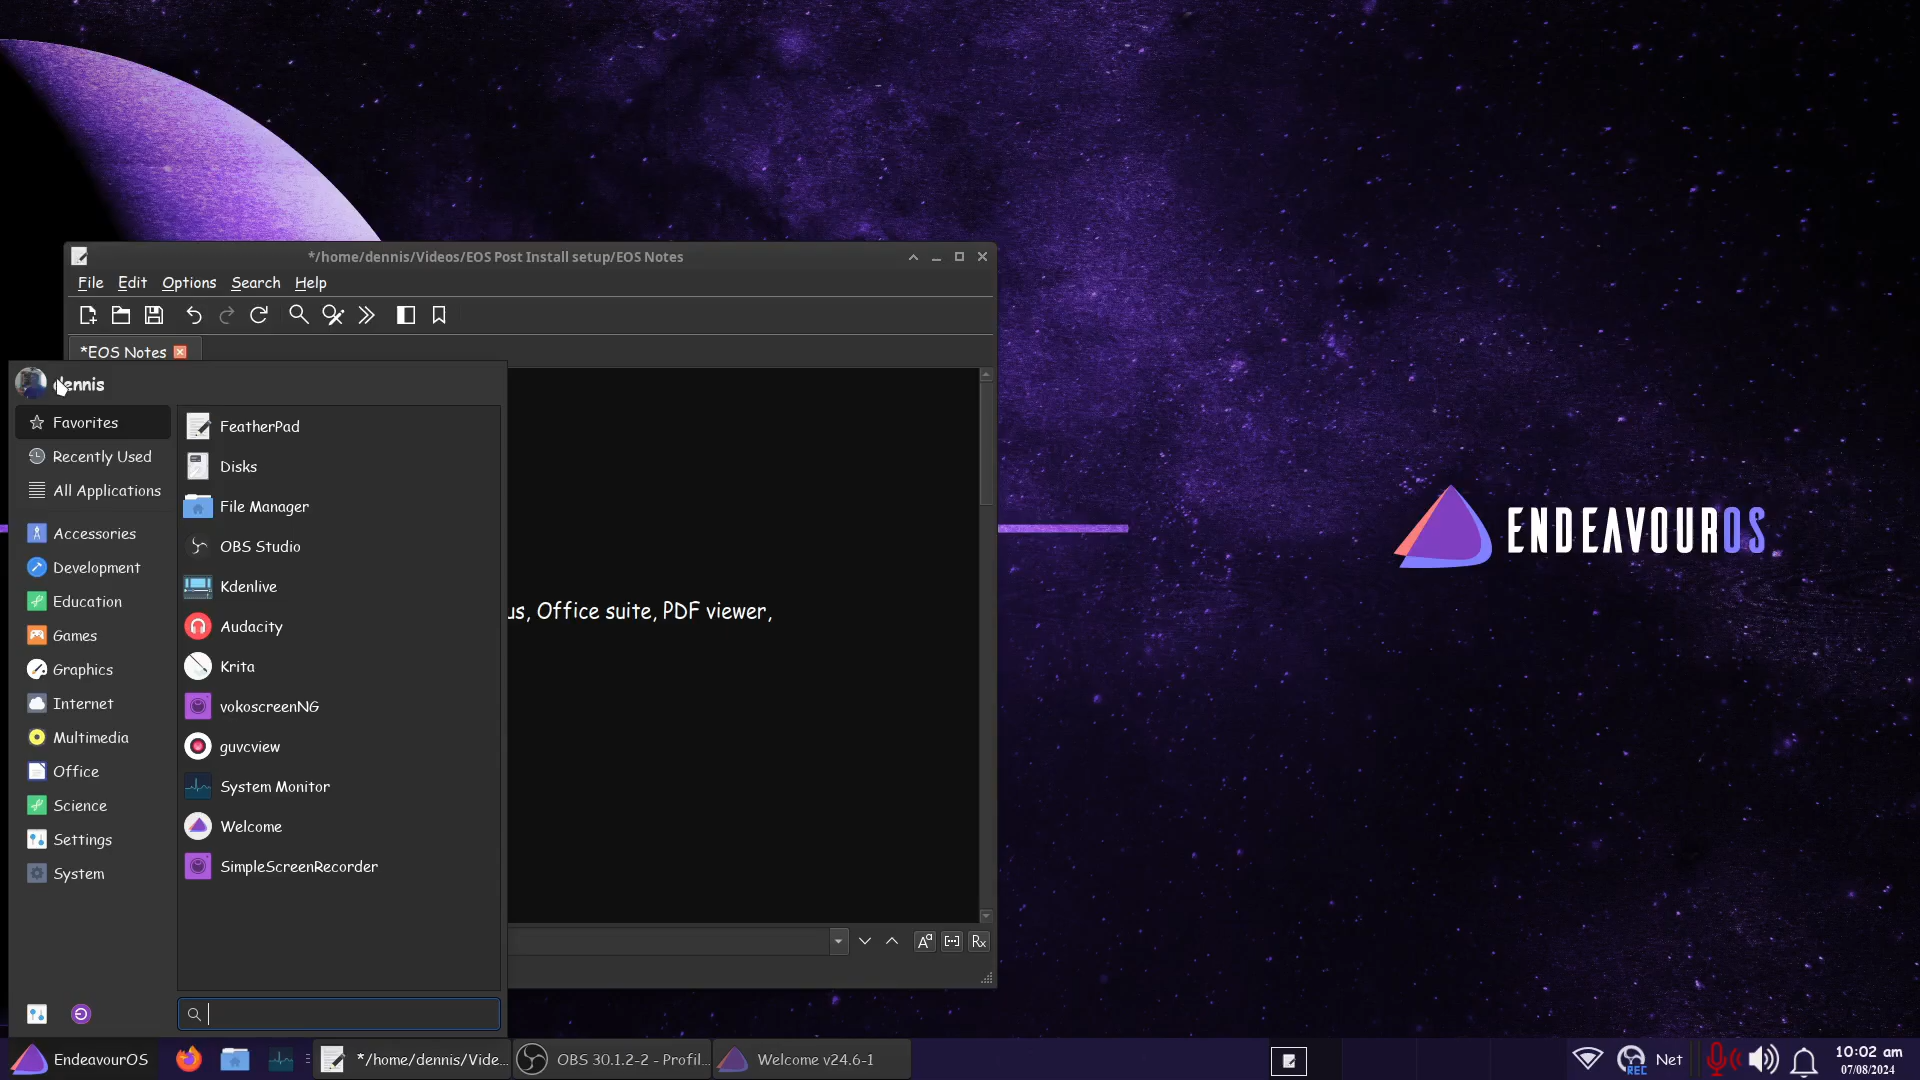 */home/dennis/Videos/EOS Post Install setup/EOS Notes
File Edit Options Search Help
*EOS Notes
dennis
Favorites
Recently Used
All Applications
Accessories
Development
Education
Games
Graphics
Internet
Multimedia
Office
Science
Settings
System
FeatherPad
Disks
File Manager
OBS Studio
Kdenlive
Audacity
Krita
vokoscreenNG
guvcview
System Monitor
Welcome
SimpleScreenRecorder
us, Office suite, PDF viewer,
Aa
Rx
ENDEAVOUROS
EndeavourOS
*/home/dennis/Vide...
OBS 30.1.2-2 - Profil...
Welcome v24.6-1
REC
Net
10:02 am
07/08/2024